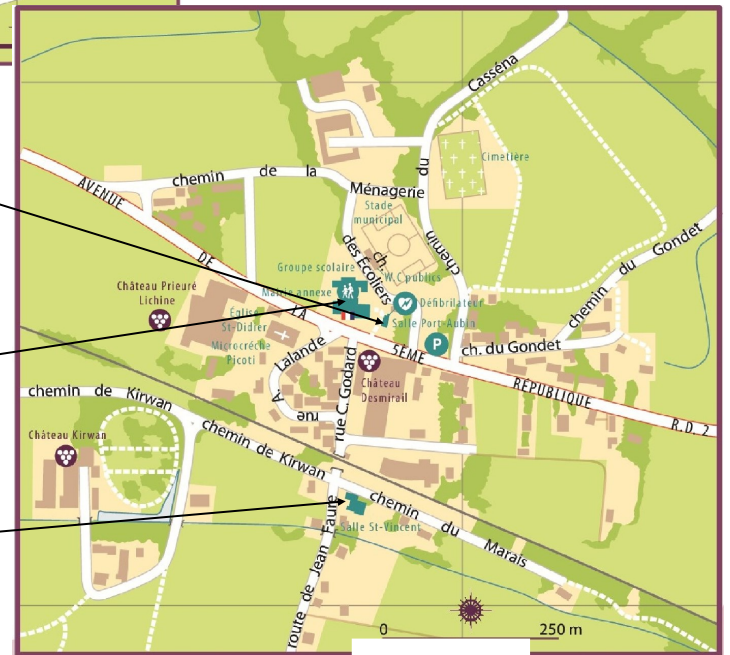 Casséna
du
chemin
Cimetière
AVENUE DE LA 5ÈME RÉPUBLIQUE
R.D.2
chemin de la Ménagerie
Stade
municipal
ch. des Ecoliers
Groupe scolaire
W.C publics
Mairie annexe
Défibrilateur
Château Prieuré
Lichine
Salle Port-Aubin
Église
St-Didier
Microcrèche
Picoti
P
chemin du Gondet
ch. du Gondet
rue A. Lalande
rue C. Godard
Château
Desmirail
chemin de Kirwan
chemin de Kirwan
Château Kirwan
chemin du Marais
Salle St-Vincent
route de Jean Faure
0 250 m